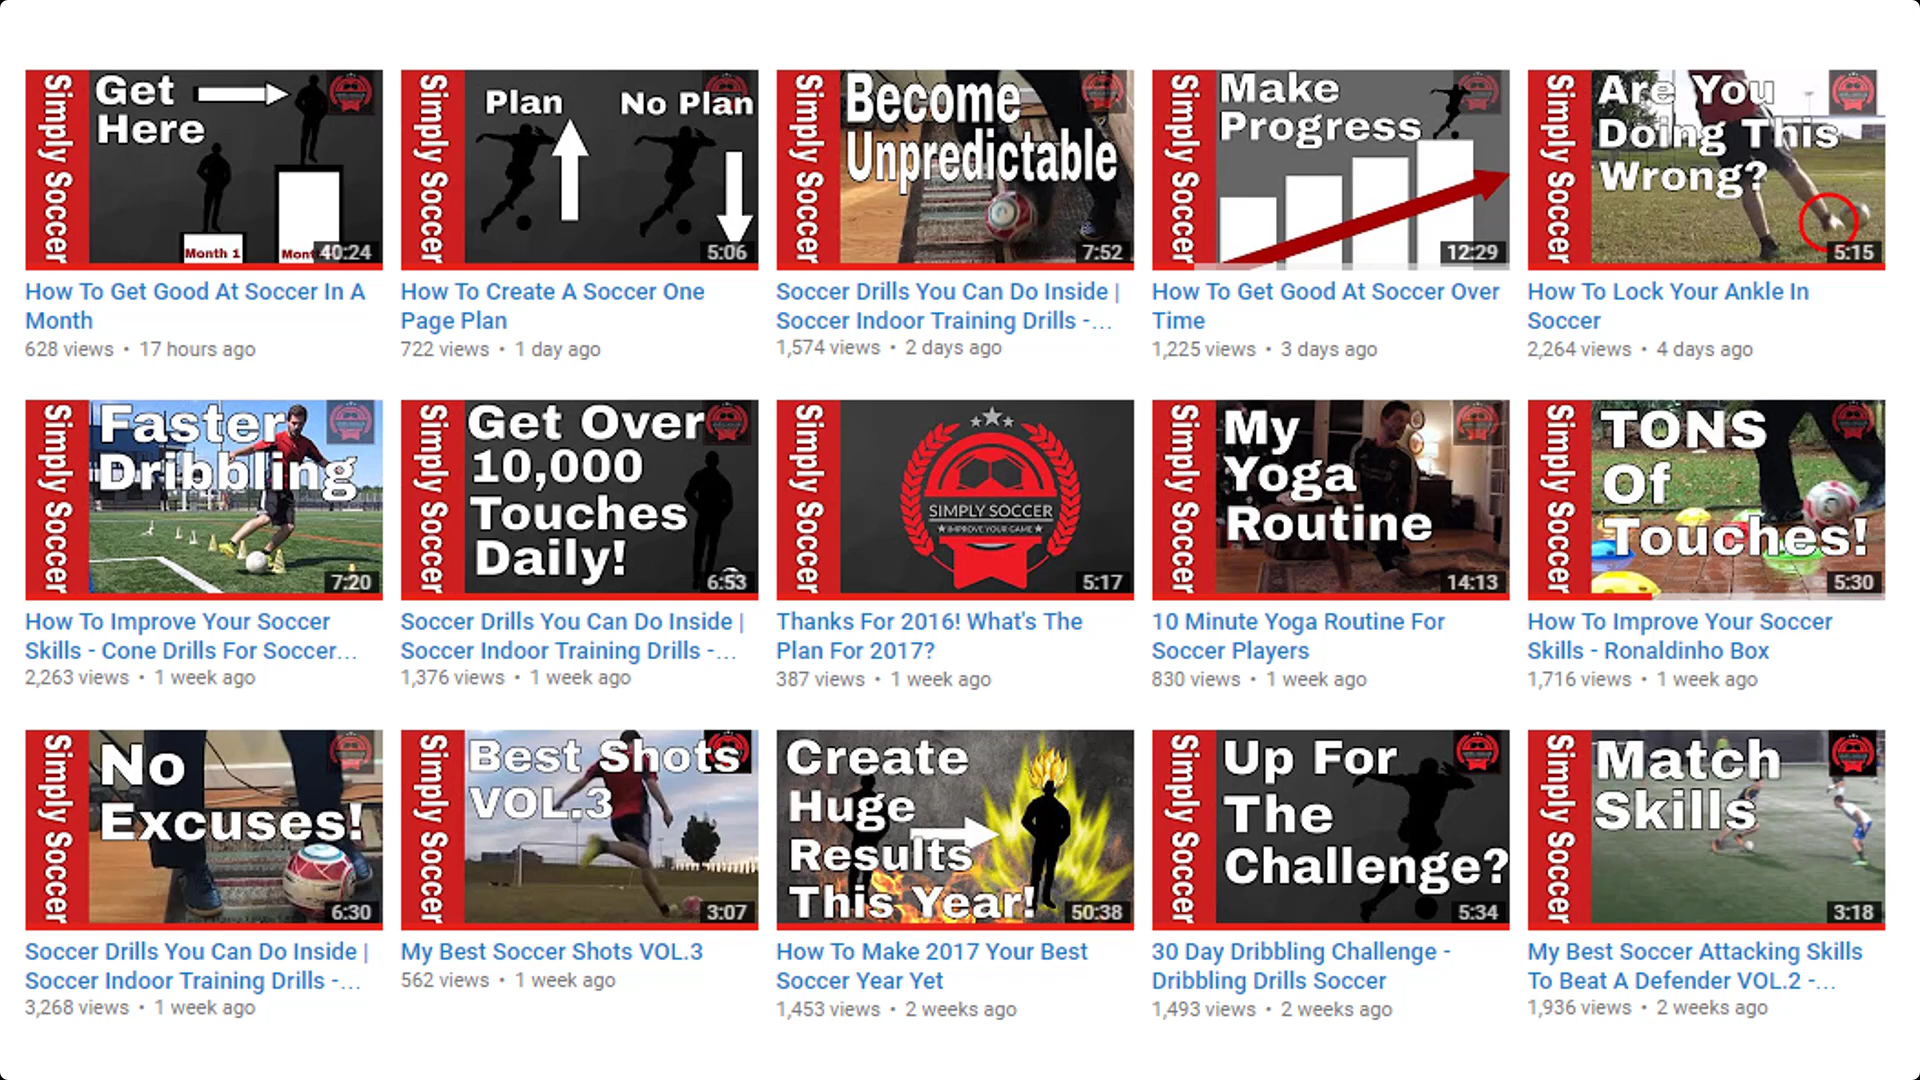 Simply Soccer
Get
Here
Month 1
Mont
40:24
How To Get Good At Soccer In A
Month
628 views • 17 hours ago
Simply Soccer
Plan
No Plan
5:06
How To Create A Soccer One
Page Plan
722 views • 1 day ago
Simply Soccer
Become
Unpredictable
7:52
Soccer Drills You Can Do Inside |
Soccer Indoor Training Drills -...
1,574 views • 2 days ago
Simply Soccer
Make
Progress
12:29
How To Get Good At Soccer Over
Time
1,225 views • 3 days ago
Simply Soccer
Are You
Doing This
Wrong?
5:15
How To Lock Your Ankle In
Soccer
2,264 views • 4 days ago
Simply Soccer
Faster
Dribbling
7:20
How To Improve Your Soccer
Skills - Cone Drills For Soccer...
2,263 views • 1 week ago
Simply Soccer
Get Over
10,000
Touches
Daily!
6:53
Soccer Drills You Can Do Inside |
Soccer Indoor Training Drills -...
1,376 views • 1 week ago
Simply Soccer
SIMPLY SOCCER
★IMPROVE YOUR GAME★
5:17
Thanks For 2016! What's The
Plan For 2017?
387 views • 1 week ago
Simply Soccer
My
Yoga
Routine
14:13
10 Minute Yoga Routine For
Soccer Players
830 views • 1 week ago
Simply Soccer
TONS
Of
Touches!
5:30
How To Improve Your Soccer
Skills - Ronaldinho Box
1,716 views • 1 week ago
Simply Soccer
No
Excuses!
6:30
Soccer Drills You Can Do Inside |
Soccer Indoor Training Drills -...
3,268 views • 1 week ago
Simply Soccer
Best Shots
VOL.3
3:07
My Best Soccer Shots VOL.3
562 views • 1 week ago
Create
Huge
Results
This Year!
50:38
How To Make 2017 Your Best
Soccer Year Yet
1,453 views • 2 weeks ago
Simply Soccer
Up For
The
Challenge?
5:34
30 Day Dribbling Challenge -
Dribbling Drills Soccer
1,493 views • 2 weeks ago
Simply Soccer
Match
Skills
3:18
My Best Soccer Attacking Skills
To Beat A Defender VOL.2 -...
1,936 views • 2 weeks ago